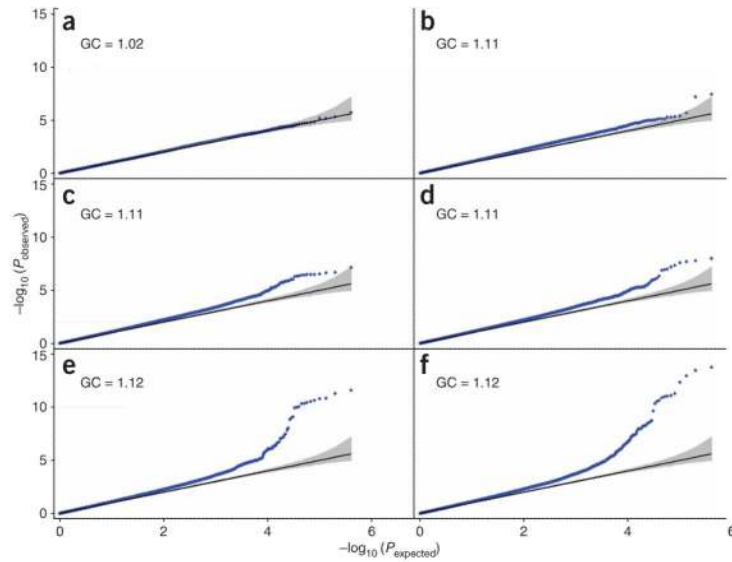 a
GC = 1.02
b
GC = 1.11
c
GC = 1.11
d
GC = 1.11
e
GC = 1.12
f
GC = 1.12
15
10
5
0
15
10
5
0
15
10
5
0
0
2
4
6
0
2
4
6
−log₁₀ (P_observed)
−log₁₀ (P_expected)